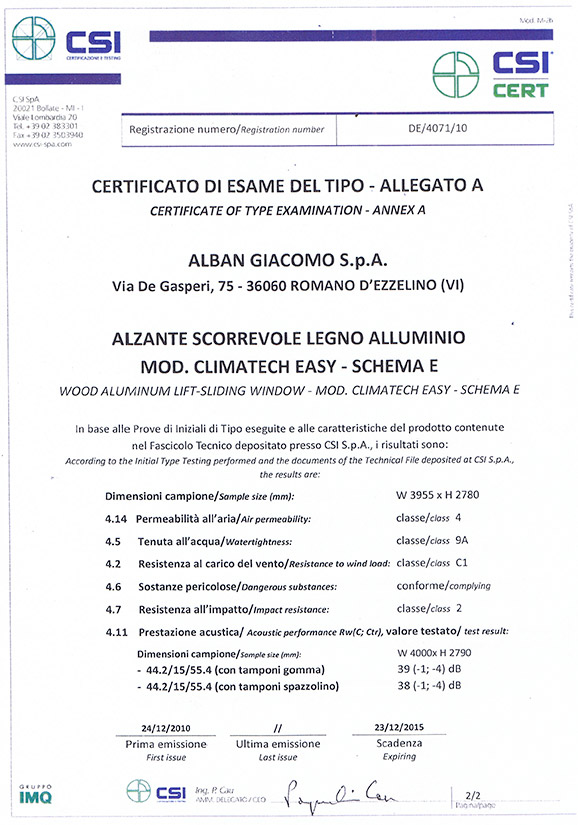 Mod. M-26
CSI
CERTIFICAZIONE E TESTING
CSI SpA
20021 Bollate - MI - I
Viale Lombardia 20
Tel. +39 02 383301
Fax +39 02 3503940
www.csi-spa.com
CSI
CERT
Registrazione numero/Registration number
DE/4071/10
CERTIFICATO DI ESAME DEL TIPO - ALLEGATO A
CERTIFICATE OF TYPE EXAMINATION - ANNEX A
ALBAN GIACOMO S.p.A.
Via De Gasperi, 75 - 36060 ROMANO D'EZZELINO (VI)
ALZANTE SCORREVOLE LEGNO ALLUMINIO
MOD. CLIMATECH EASY - SCHEMA E
WOOD ALUMINUM LIFT-SLIDING WINDOW - MOD. CLIMATECH EASY - SCHEMA E
In base alle Prove di Iniziali di Tipo eseguite e alle caratteristiche del prodotto contenute
nel Fascicolo Tecnico depositato presso CSI S.p.A., i risultati sono:
According to the Initial Type Testing performed and the documents of the Technical File deposited at CSI S.p.A.,
the results are:
Dimensioni campione/Sample size (mm): W 3955 x H 2780
4.14 Permeabilità all'aria/Air permeability: classe/class 4
4.5 Tenuta all'acqua/Watertightness: classe/class 9A
4.2 Resistenza al carico del vento/Resistance to wind load: classe/class C1
4.6 Sostanze pericolose/Dangerous substances: conforme/complying
4.7 Resistenza all'impatto/Impact resistance: classe/class 2
4.11 Prestazione acustica/ Acoustic performance Rw(C; Ctr), valore testato/ test result:
Dimensioni campione/Sample size (mm): W 4000x H 2790
- 44.2/15/55.4 (con tamponi gomma) 39 (-1; -4) dB
- 44.2/15/55.4 (con tamponi spazzolino) 38 (-1; -4) dB
24/12/2010 // 23/12/2015
Prima emissione Ultima emissione Scadenza
First issue Last issue Expiring
GRUPPO
IMQ
CSI
Ing. P. Cau
AMM. DELEGATO / CEO
2/2
Pagina/page